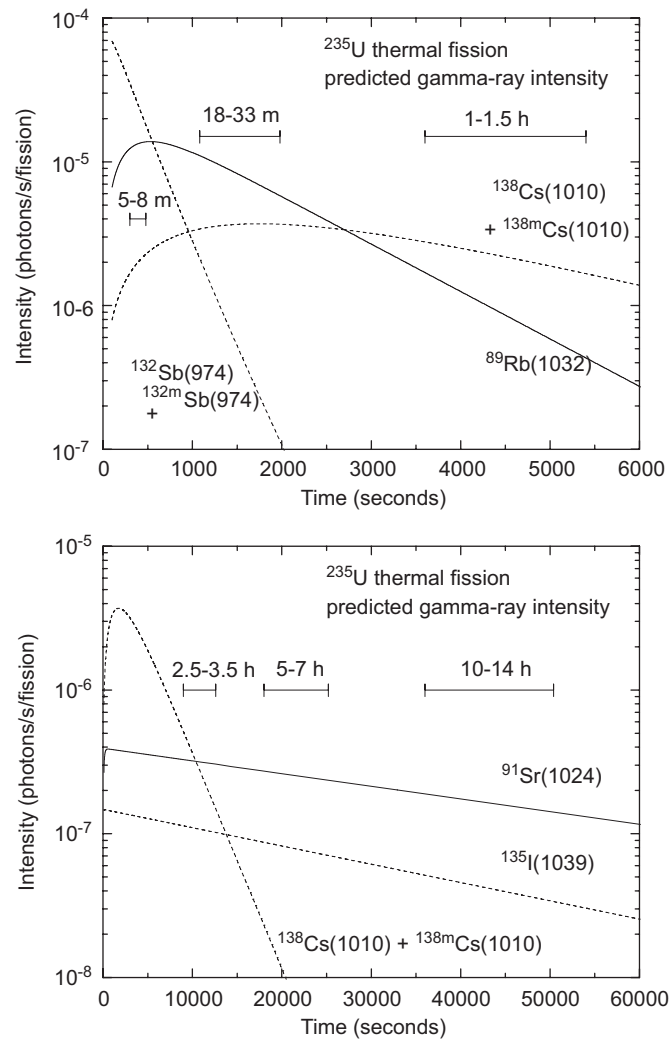 10⁻⁴
10⁻⁵
10⁻⁶
10⁻⁷
Intensity (photons/s/fission)
²³⁵U thermal fission
predicted gamma-ray intensity
18-33 m
1-1.5 h
5-8 m
¹³⁸Cs(1010)
+ ¹³⁸ᵐCs(1010)
¹³²Sb(974)
¹³²ᵐSb(974)
+
⁸⁹Rb(1032)
0 1000 2000 3000 4000 5000 6000
Time (seconds)
10⁻⁵
10⁻⁶
10⁻⁷
10⁻⁸
Intensity (photons/s/fission)
²³⁵U thermal fission
predicted gamma-ray intensity
2.5-3.5 h
5-7 h
10-14 h
⁹¹Sr(1024)
¹³⁵I(1039)
¹³⁸Cs(1010) + ¹³⁸ᵐCs(1010)
0 10000 20000 30000 40000 50000 60000
Time (seconds)